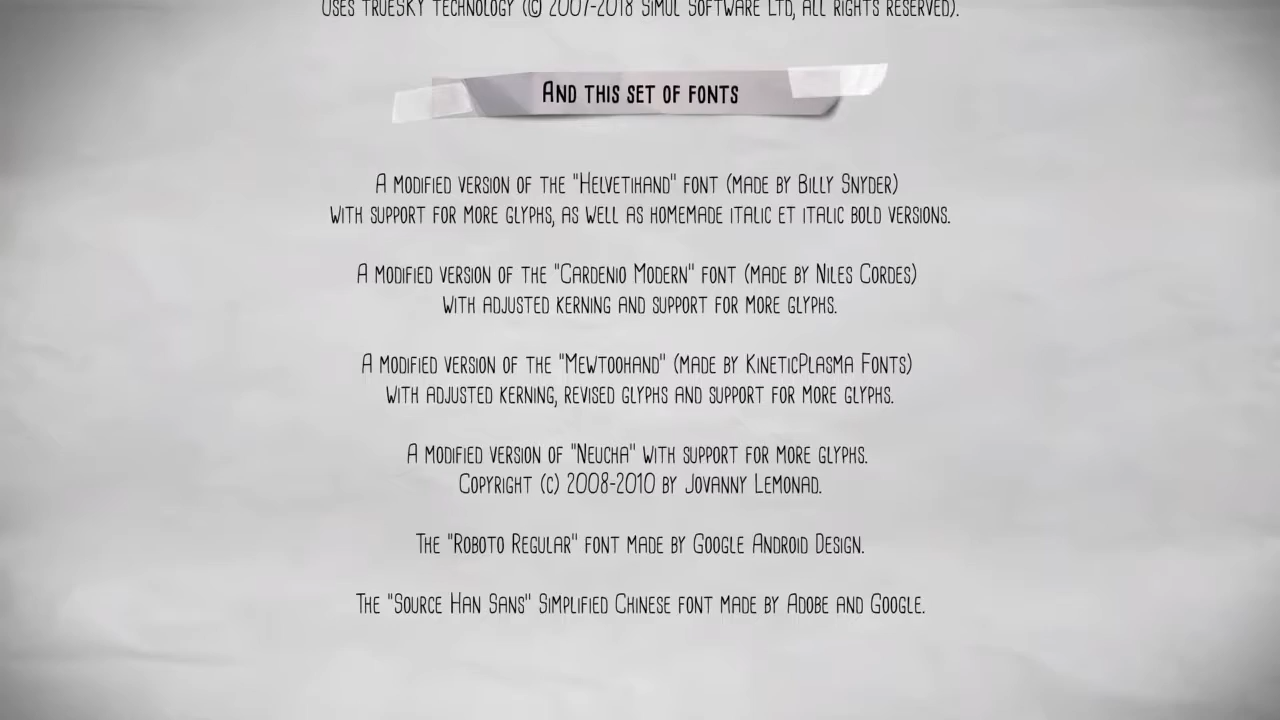 Uses trueSKY technology ((©) 2007-2018 Simul Software Ltd, all rights reserved).
And this set of fonts
A modified version of the "Helvetihand" font (made by Billy Snyder)
with support for more glyphs, as well as homemade italic et italic bold versions.
A modified version of the "Cardenio Modern" font (made by Niles Cordes)
with adjusted kerning and support for more glyphs.
A modified version of the "Mewtoohand" (made by KineticPlasma Fonts)
with adjusted kerning, revised glyphs and support for more glyphs.
A modified version of "Neucha" with support for more glyphs.
Copyright (c) 2008-2010 by Jovanny Lemonad.
The "Roboto Regular" font made by Google Android Design.
The "Source Han Sans" Simplified Chinese font made by Adobe and Google.